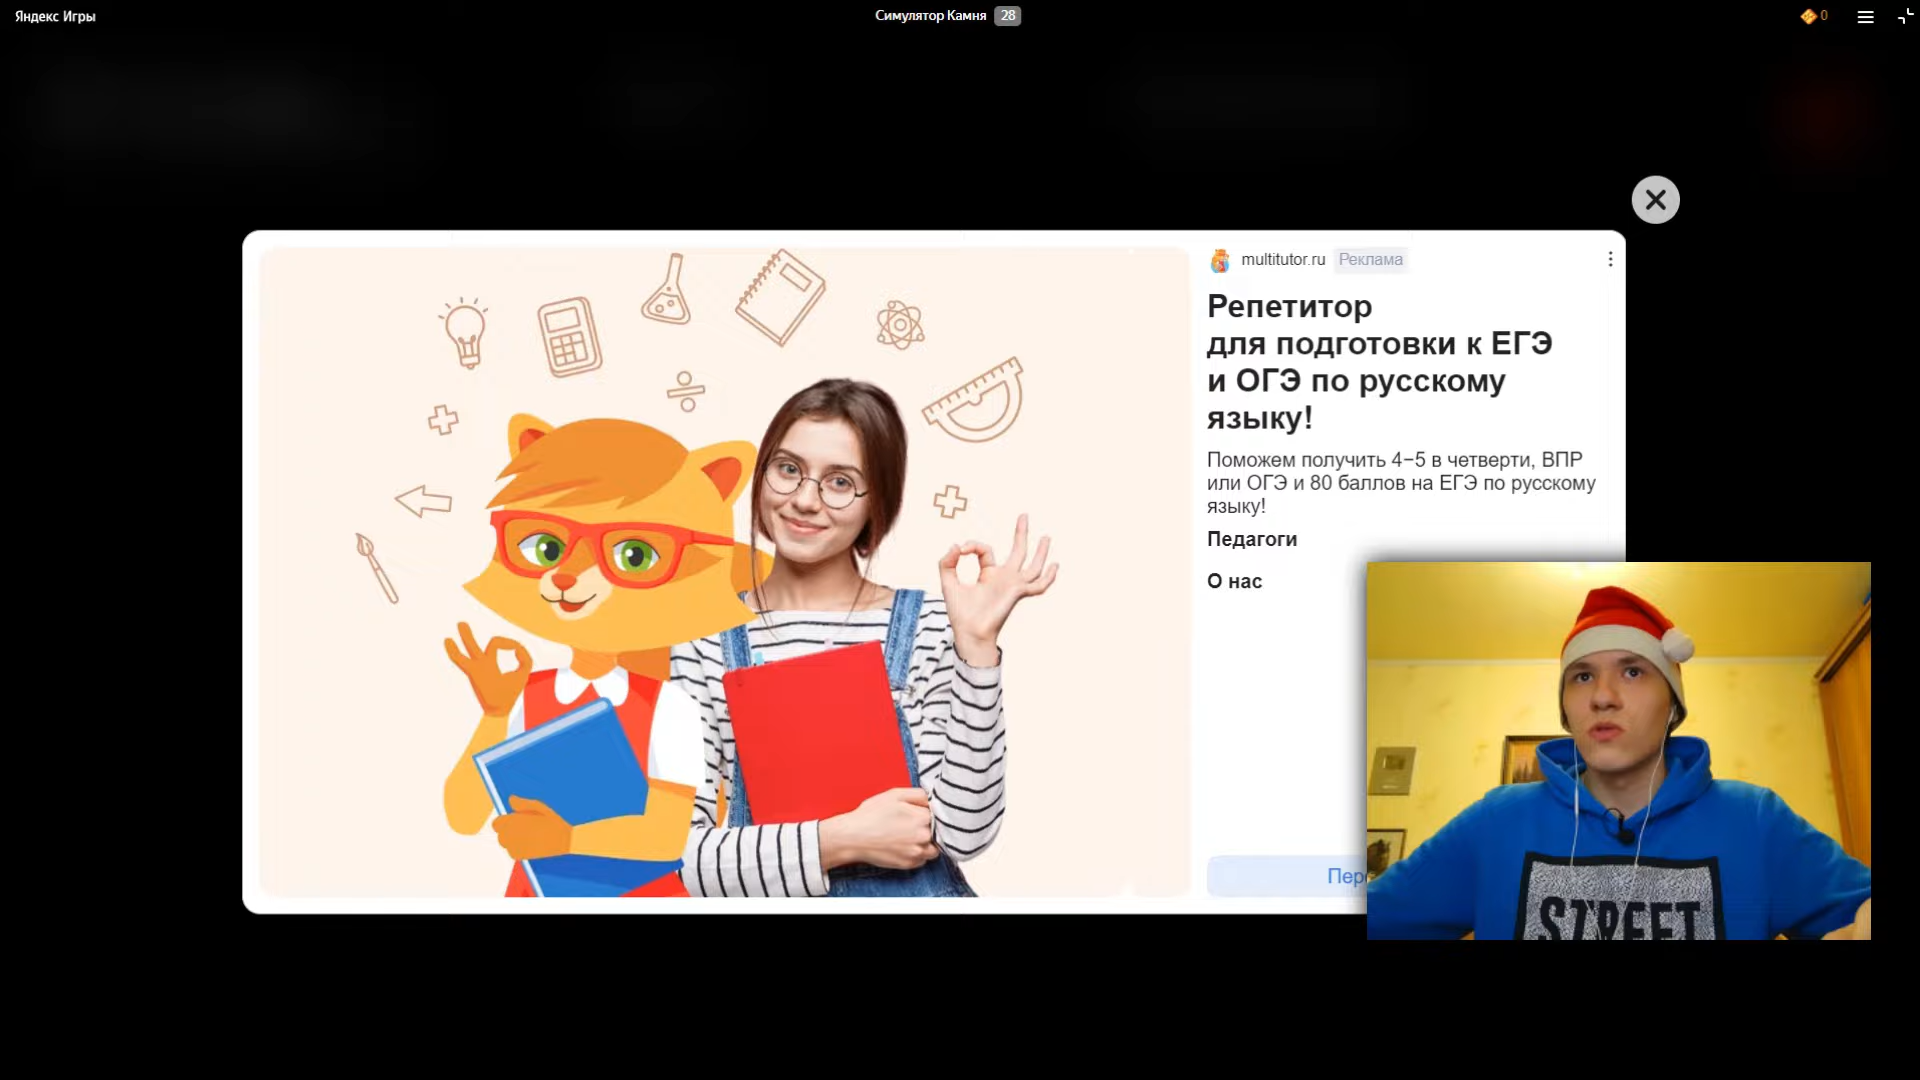 Яндекс Игры
Симулятор Камня 28
0
multitutor.ru Реклама
Репетитор
для подготовки к ЕГЭ
и ОГЭ по русскому
языку!
Поможем получить 4–5 в четверти, ВПР
или ОГЭ и 80 баллов на ЕГЭ по русскому
языку!
Педагоги
О нас
STREET